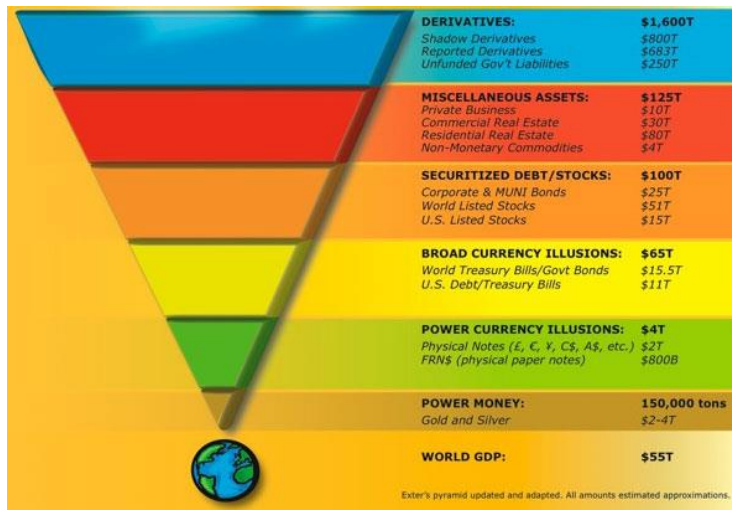 DERIVATIVES: $1,600T
Shadow Derivatives $800T
Reported Derivatives $683T
Unfunded Gov't Liabilities $250T
MISCELLANEOUS ASSETS: $125T
Private Business $10T
Commercial Real Estate $30T
Residential Real Estate $80T
Non-Monetary Commodities $4T
SECURITIZED DEBT/STOCKS: $100T
Corporate & MUNI Bonds $25T
World Listed Stocks $51T
U.S. Listed Stocks $15T
BROAD CURRENCY ILLUSIONS: $65T
World Treasury Bills/Govt Bonds $15.5T
U.S. Debt/Treasury Bills $11T
POWER CURRENCY ILLUSIONS: $4T
Physical Notes (£, €, ¥, C$, A$, etc.) $2T
FRN$ (physical paper notes) $800B
POWER MONEY: 150,000 tons
Gold and Silver $2-4T
WORLD GDP: $55T
Exter's pyramid updated and adapted. All amounts estimated approximations.